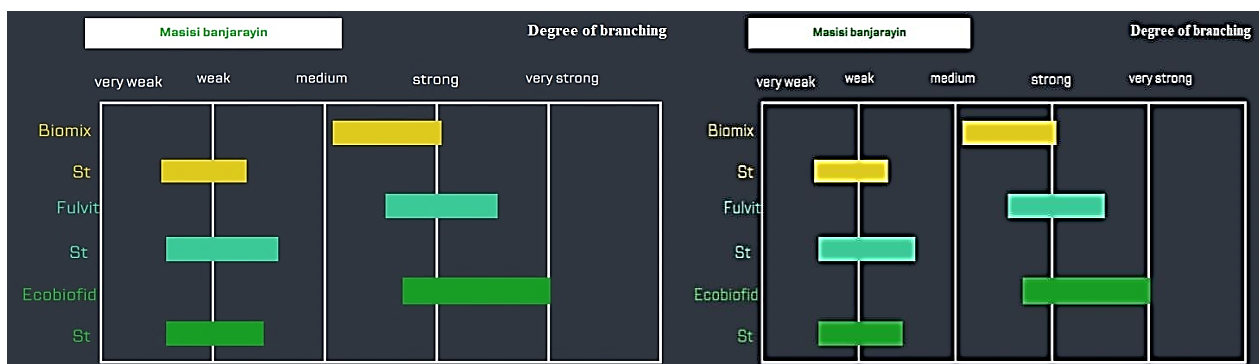 Masisi banjarayin
Degree of branching
very weak weak medium strong very strong
Biomix
St
Fulvit
St
Ecobiofid
St
Masisi banjarayin
Degree of branching
very weak weak medium strong very strong
Biomix
St
Fulvit
St
Ecobiofid
St